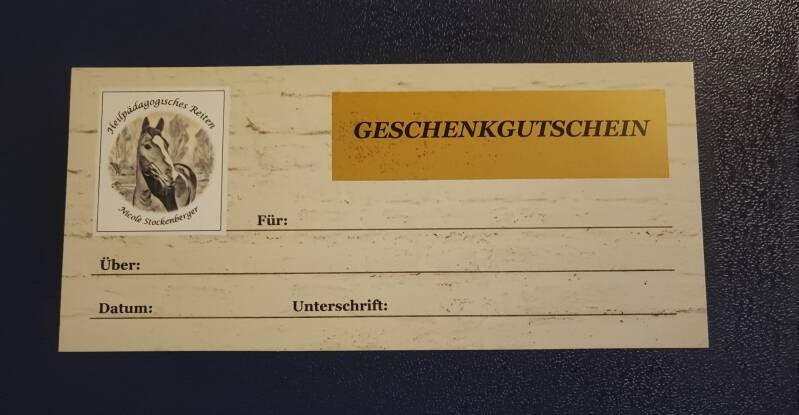 Heilpädagogisches Reiten
Nicole Stockenberger
GESCHENKGUTSCHEIN
Für:
Über:
Datum: Unterschrift: